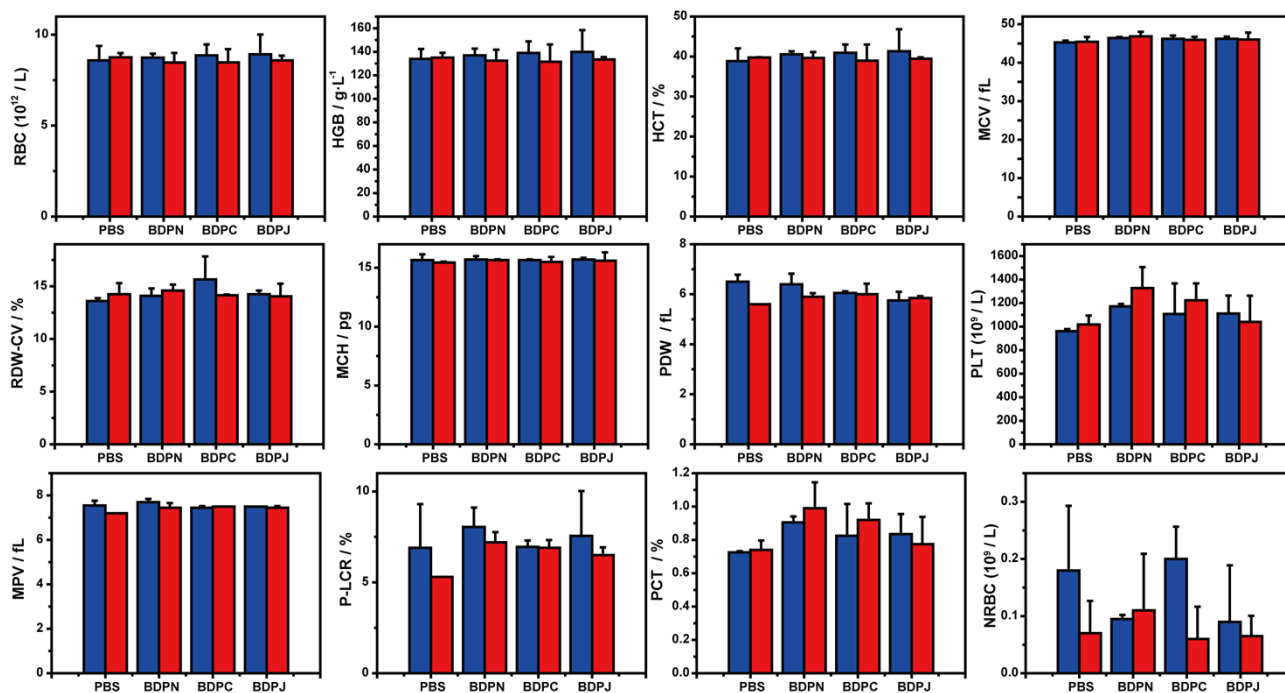 RBC (10¹² / L)
10
5
0
PBS BDPN BDPC BDPJ
HGB / g·L⁻¹
160
140
120
100
80
60
40
20
0
PBS BDPN BDPC BDPJ
HCT / %
50
40
30
20
10
0
PBS BDPN BDPC BDPJ
MCV / fL
50
40
30
20
10
0
PBS BDPN BDPC BDPJ
RDW-CV / %
15
10
5
0
PBS BDPN BDPC BDPJ
MCH / pg
15
10
5
0
PBS BDPN BDPC BDPJ
PDW / fL
8
6
4
2
0
PBS BDPN BDPC BDPJ
PLT (10⁹ / L)
1600
1400
1200
1000
800
600
400
200
0
PBS BDPN BDPC BDPJ
MPV / fL
8
6
4
2
0
PBS BDPN BDPC BDPJ
P-LCR / %
10
5
0
PBS BDPN BDPC BDPJ
PCT / %
1.2
1.0
0.8
0.6
0.4
0.2
0.0
PBS BDPN BDPC BDPJ
NRBC (10⁹ / L)
0.3
0.2
0.1
0.0
PBS BDPN BDPC BDPJ